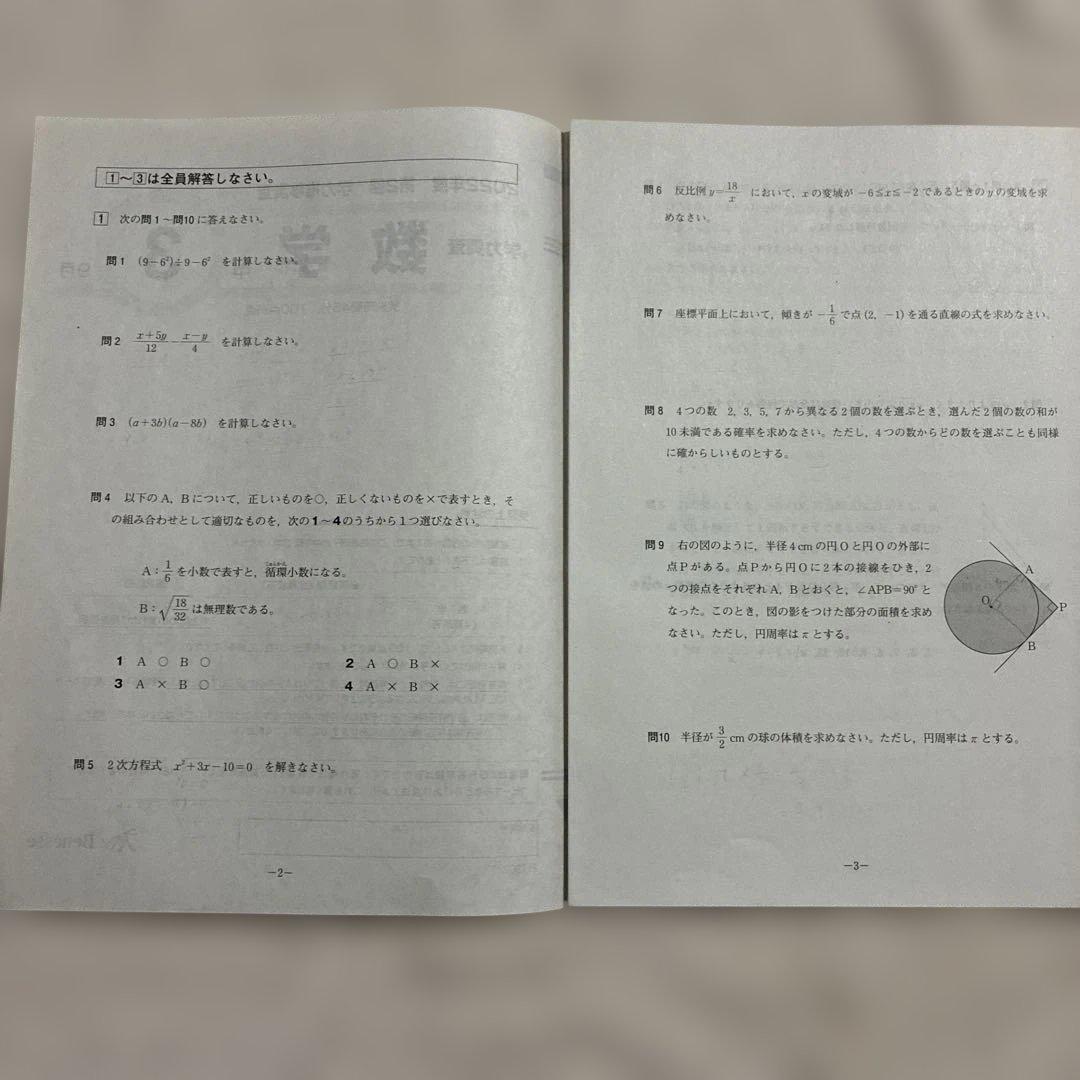 1～3は全員解答しなさい。
1 次の問1～問10に答えなさい。
問1 (9－6²)÷9－6² を計算しなさい。
問2 \frac{x+5y}{12}－\frac{x－y}{4} を計算しなさい。
問3 (a＋3b)(a－8b) を計算しなさい。
問4 以下のA，Bについて，正しいものを○，正しくないものを×で表すとき，そ
の組み合わせとして適切なものを，次の1～4のうちから1つ選びなさい。
A：\frac{1}{6}を小数で表すと，循環小数になる。
B：\sqrt{\frac{18}{32}}は無理数である。
1 A ○ B ○
2 A ○ B ×
3 A × B ○
4 A × B ×
問5 2次方程式 x²＋3x－10＝0 を解きなさい。
－2－
問6 反比例 y＝\frac{18}{x} において，xの変域が －6≦x≦－2であるときのyの変域を求
めなさい。
問7 座標平面上において，傾きが －\frac{1}{6}で点(2，－1)を通る直線の式を求めなさい。
問8 4つの数 2，3，5，7から異なる2個の数を選ぶとき，選んだ2個の数の和が
10未満である確率を求めなさい。ただし，4つの数からどの数を選ぶことも同様
に確からしいものとする。
問9 右の図のように，半径4cmの円Oと円Oの外部に
点Pがある。点Pから円Oに2本の接線をひき，2
つの接点をそれぞれA，Bとおくと，∠APB＝90°と
なった。このとき，図の影をつけた部分の面積を求め
なさい。ただし，円周率はπとする。
A
O
P
B
問10 半径が\frac{3}{2}cmの球の体積を求めなさい。ただし，円周率はπとする。
－3－